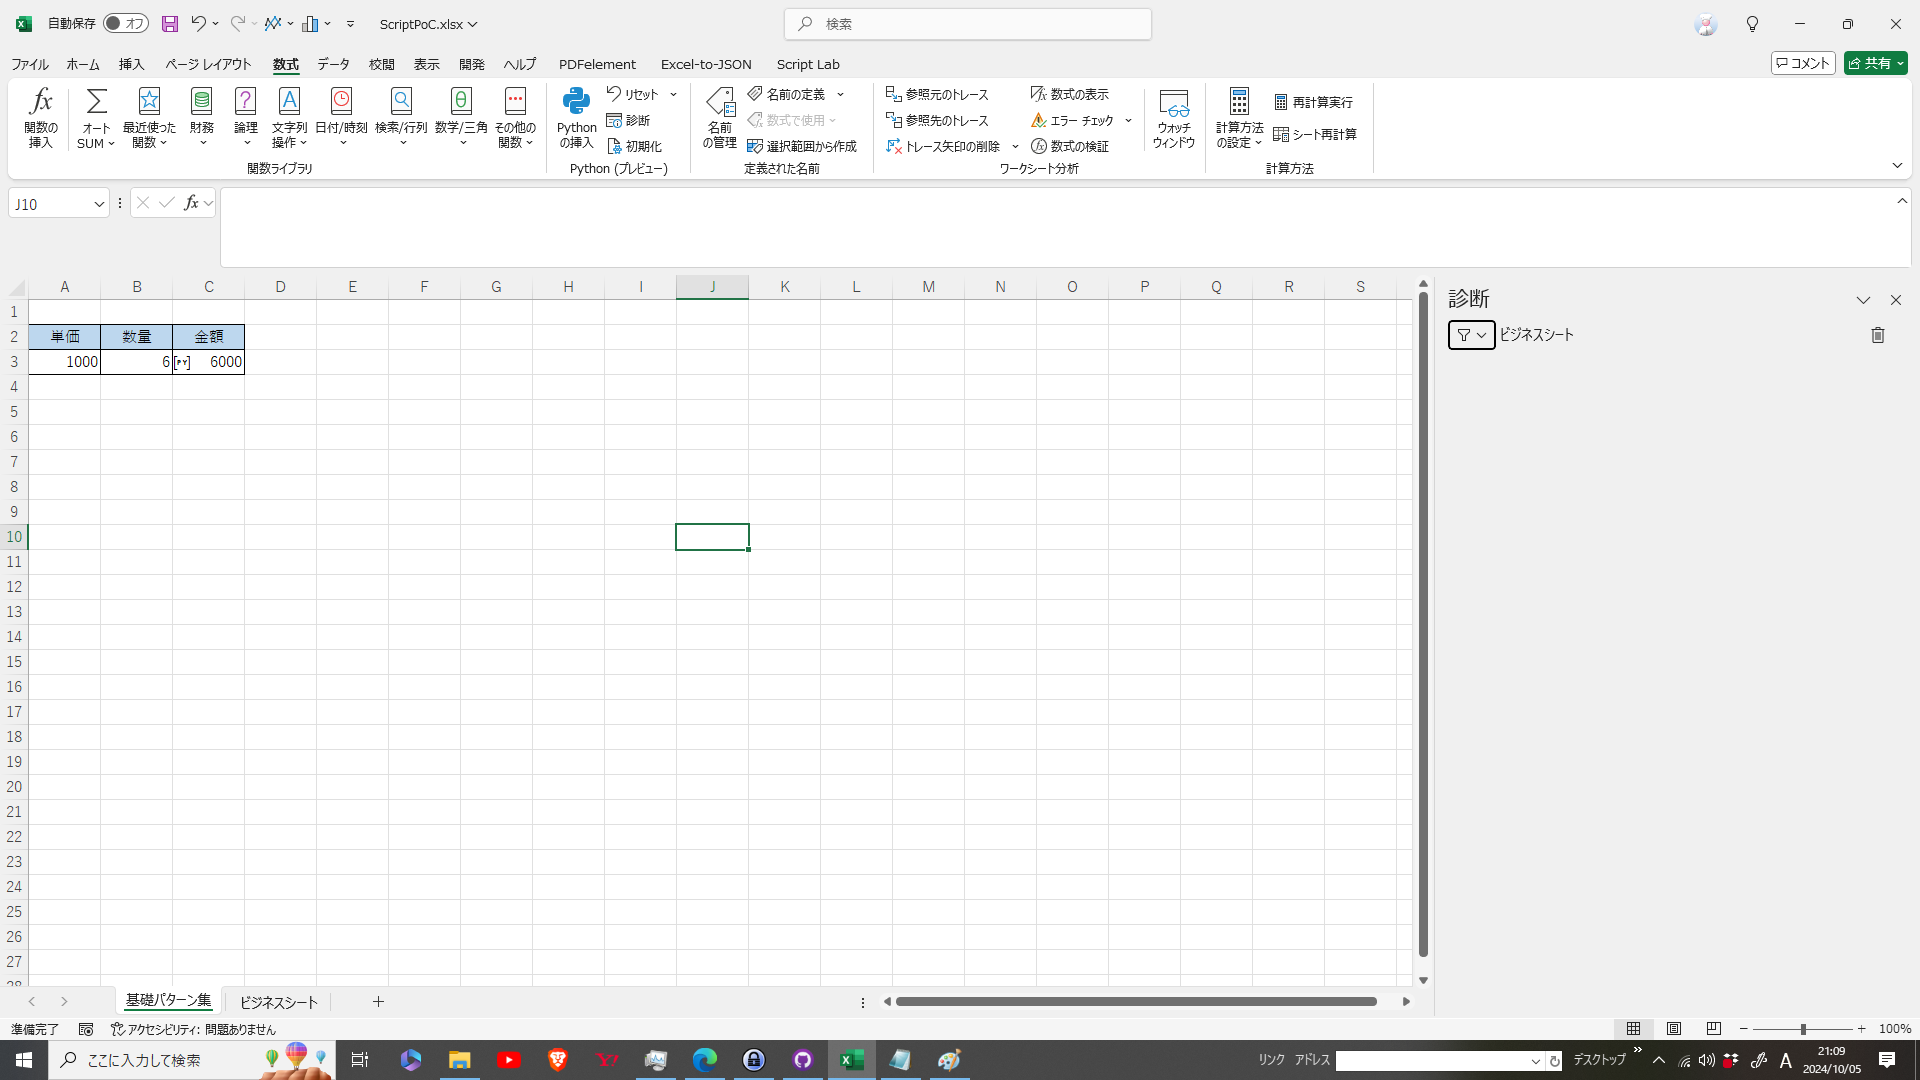 自動保存 オフ ScriptPoC.xlsx 検索
ファイル ホーム 挿入 ページ レイアウト 数式 データ 校閲 表示 開発 ヘルプ PDFelement Excel-to-JSON Script Lab コメント 共有
fx 関数の挿入
オート SUM
最近使った関数
財務
論理
文字列操作
日付/時刻
検索/行列
数学/三角
その他の関数
関数ライブラリ
Python の挿入
リセット
診断
初期化
Python (プレビュー)
名前の管理
名前の定義
数式で使用
選択範囲から作成
定義された名前
参照元のトレース
参照先のトレース
トレース矢印の削除
数式の表示
エラー チェック
数式の検証
ワークシート分析
ウォッチ ウィンドウ
計算方法の設定
再計算実行
シート再計算
計算方法
J10 fx
A B C D E F G H I J K L M N O P Q R S
1
2 単価 数量 金額
3 1000 6 [PY] 6000
4
5
6
7
8
9
10
11
12
13
14
15
16
17
18
19
20
21
22
23
24
25
26
27
28
診断
ビジネスシート
基礎パターン集 ビジネスシート
準備完了 アクセシビリティ: 問題ありません 100%
ここに入力して検索 リンク アドレス デスクトップ A 21:09
2024/10/05